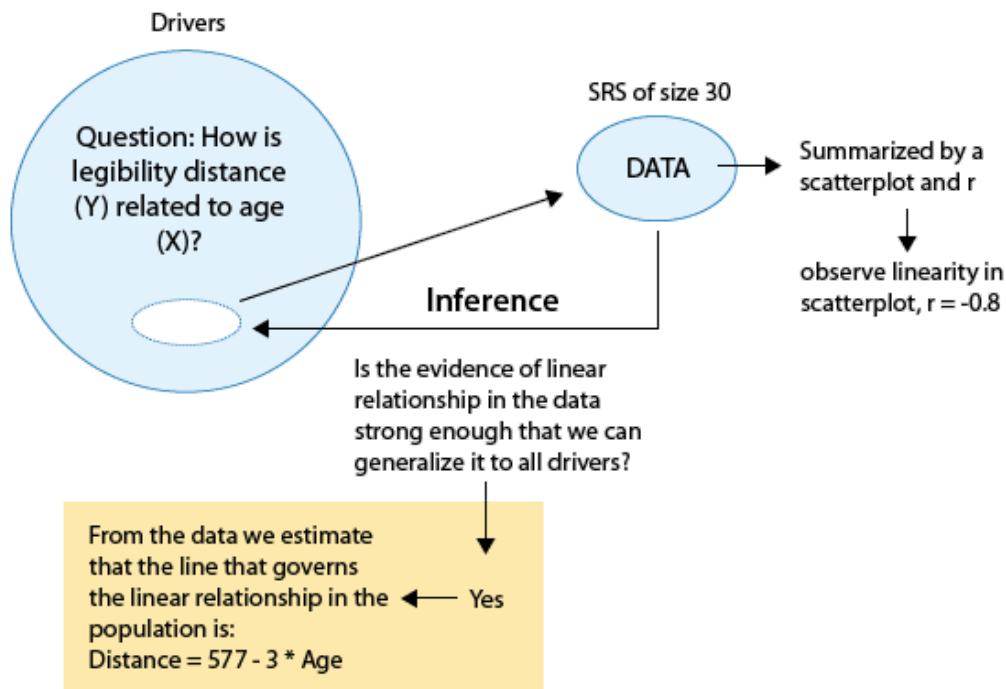 Drivers
Question: How is
legibility distance
(Y) related to age
(X)?
SRS of size 30
DATA
Summarized by a
scatterplot and r
observe linearity in
scatterplot, r = -0.8
Inference
Is the evidence of linear
relationship in the data
strong enough that we can
generalize it to all drivers?
Yes
From the data we estimate
that the line that governs
the linear relationship in the
population is:
Distance = 577 - 3 * Age